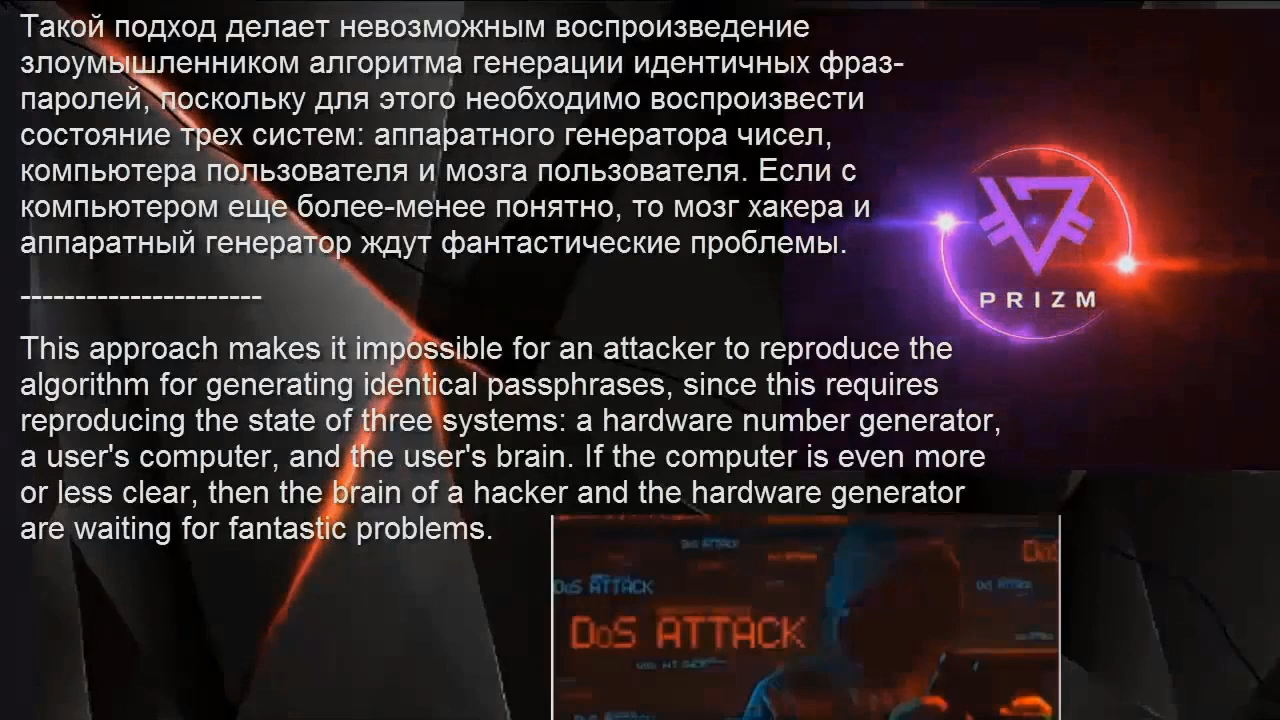 Такой подход делает невозможным воспроизведение
злоумышленником алгоритма генерации идентичных фраз-
паролей, поскольку для этого необходимо воспроизвести
состояние трех систем: аппаратного генератора чисел,
компьютера пользователя и мозга пользователя. Если с
компьютером еще более-менее понятно, то мозг хакера и
аппаратный генератор ждут фантастические проблемы.
----------------------
This approach makes it impossible for an attacker to reproduce the
algorithm for generating identical passphrases, since this requires
reproducing the state of three systems: a hardware number generator,
a user's computer, and the user's brain. If the computer is even more
or less clear, then the brain of a hacker and the hardware generator
are waiting for fantastic problems.
PRIZM
DoS ATTACK
DoS ATTACK
DoS
DoS ATTACK
DoS ATTACK